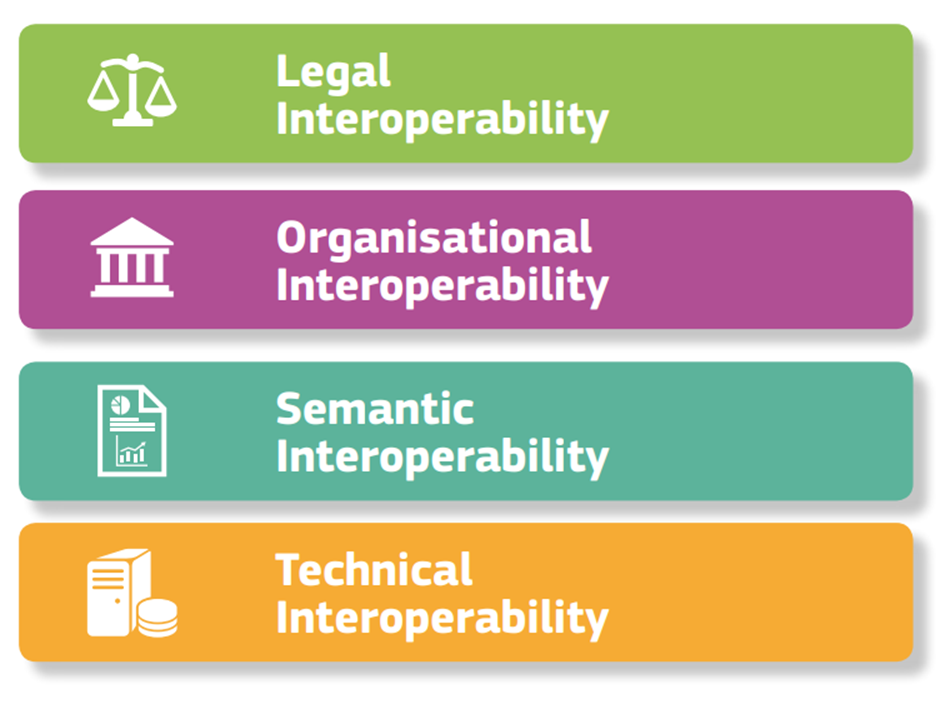 Legal
Interoperability
Organisational
Interoperability
Semantic
Interoperability
Technical
Interoperability